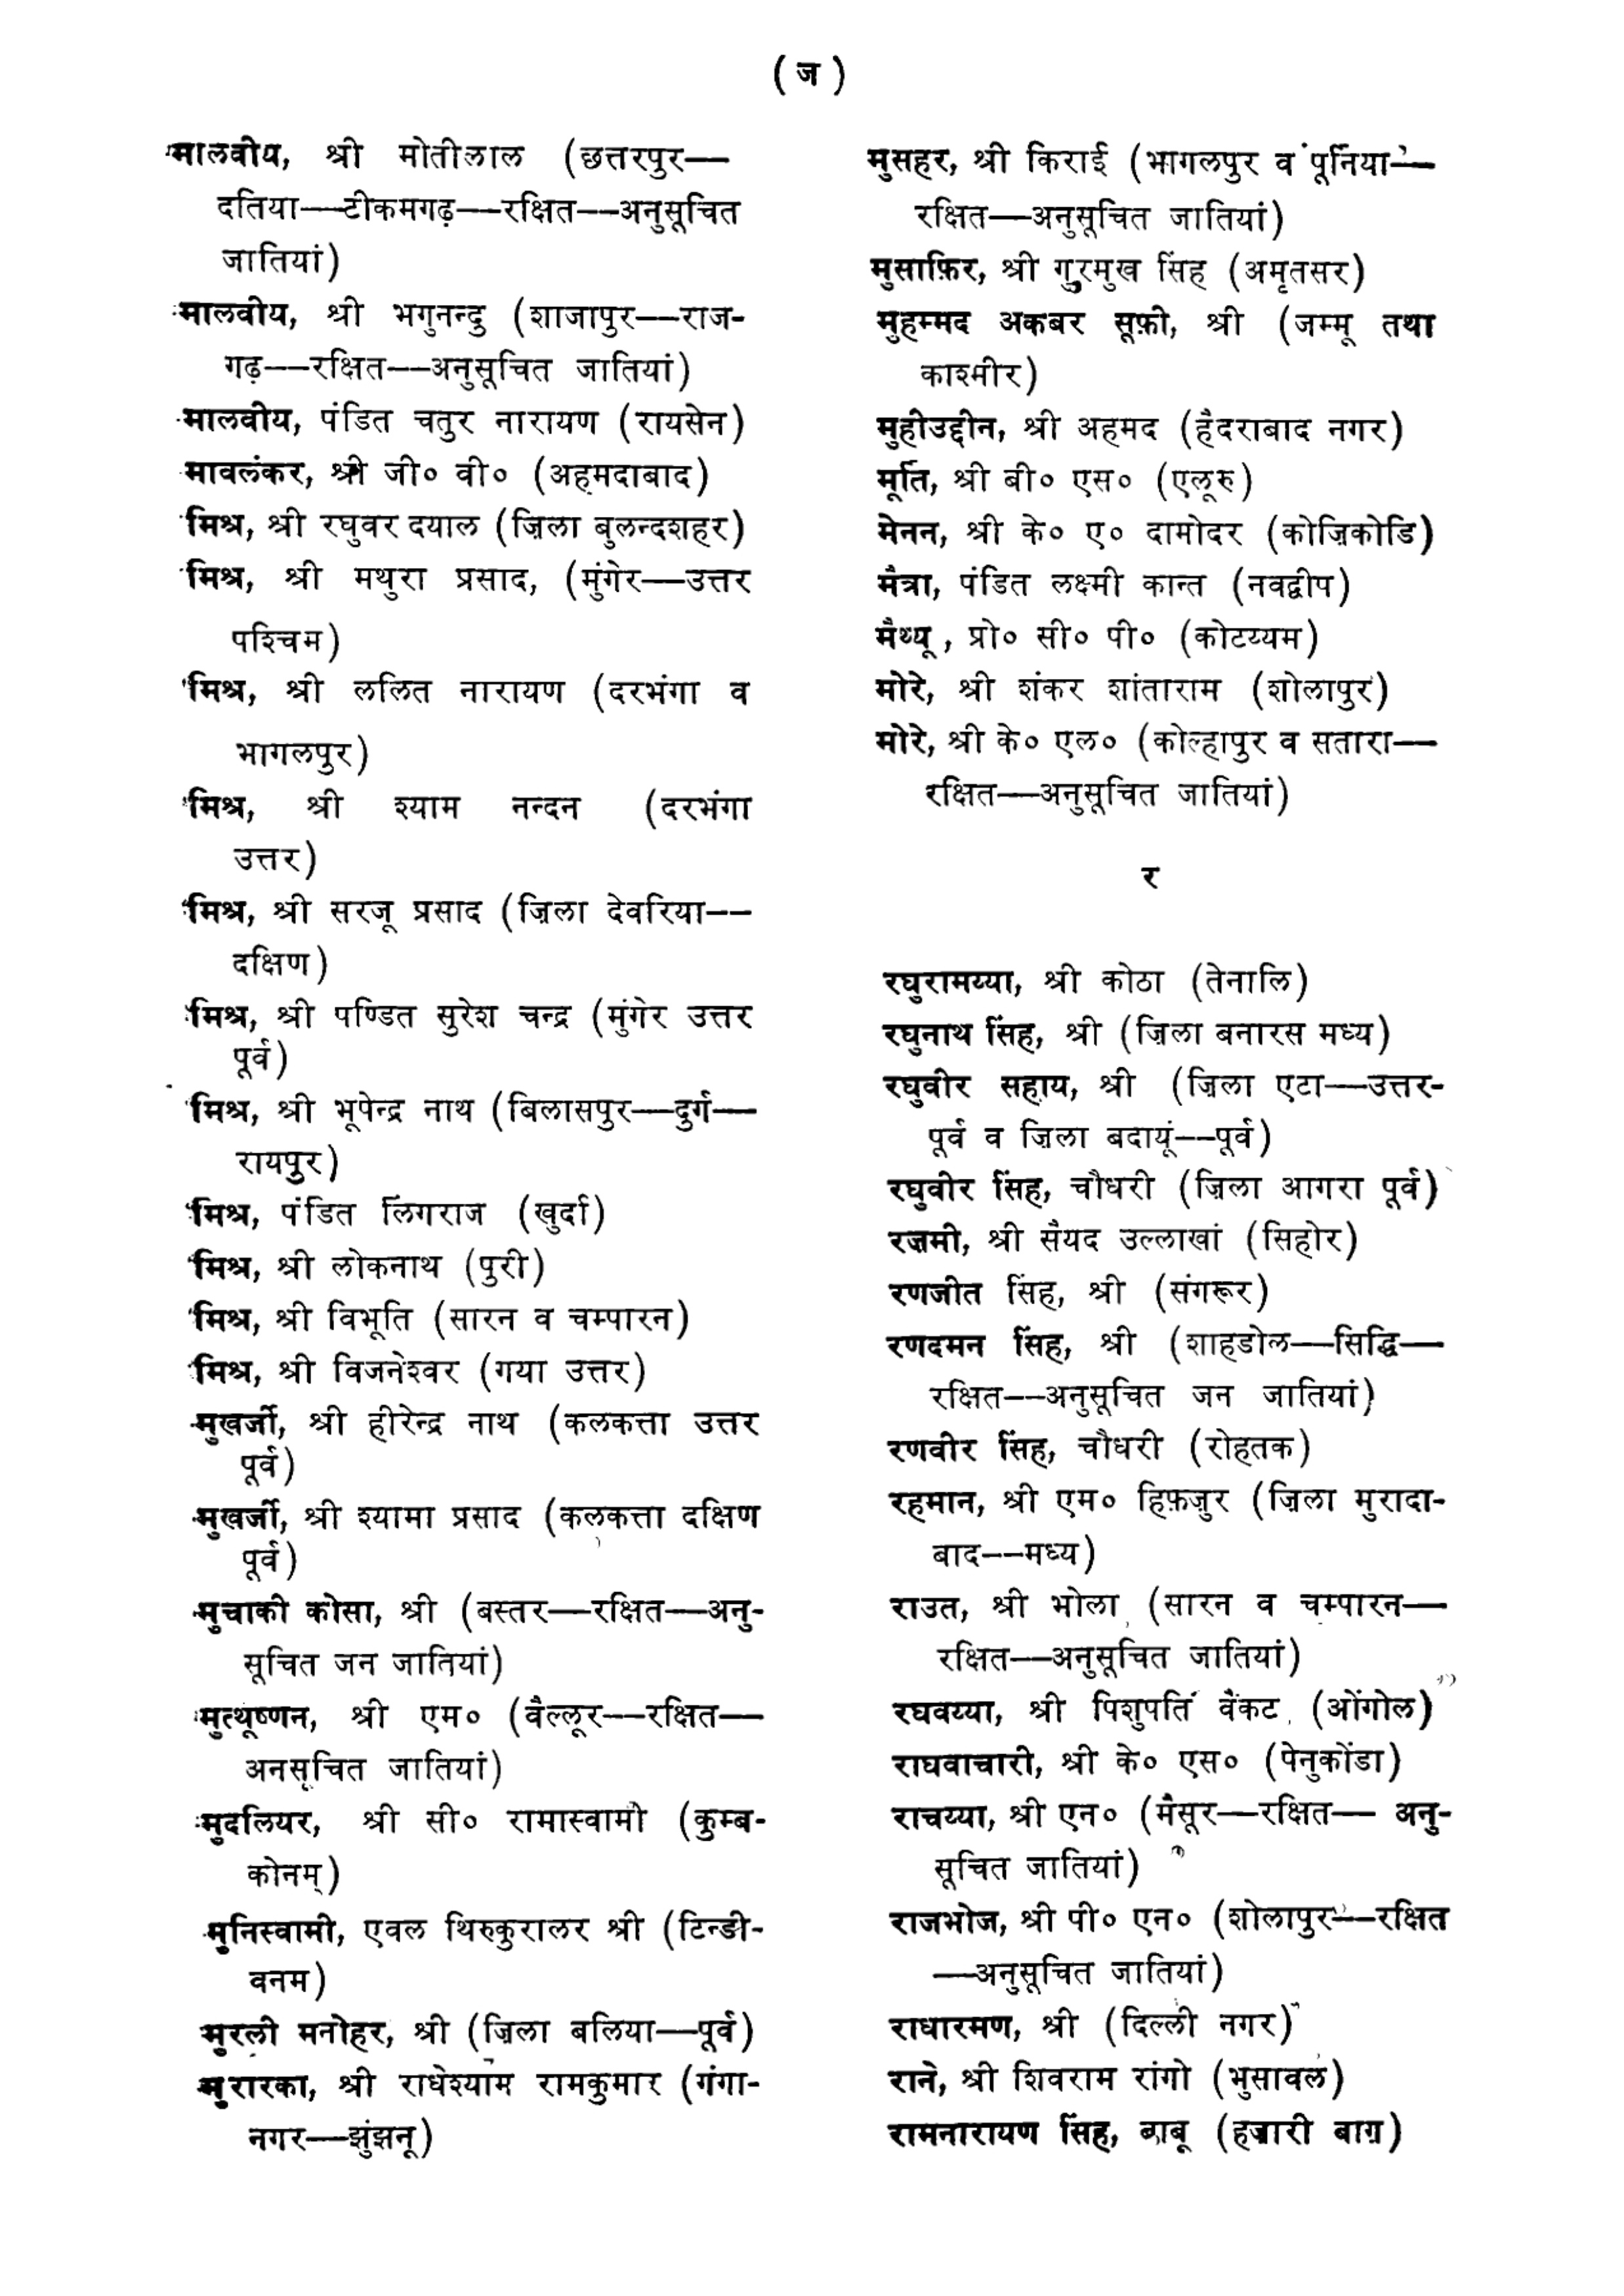 ( ज )
मालवीय, श्री मोतीलाल (छत्तरपुर—
दतिया—टीकमगढ़—रक्षित—अनुसूचित
जातियां)
मालवीय, श्री भगुनन्दु (शाजापुर—राज-
गढ़—रक्षित—अनुसूचित जातियां)
मालवीय, पंडित चतुर नारायण (रायसेन)
मावलंकर, श्री जी० वी० (अहमदाबाद)
मिश्र, श्री रघुवर दयाल (ज़िला बुलन्दशहर)
मिश्र, श्री मथुरा प्रसाद, (मुंगेर—उत्तर
पश्चिम)
मिश्र, श्री ललित नारायण (दरभंगा व
भागलपुर)
मिश्र, श्री श्याम नन्दन (दरभंगा
उत्तर)
मिश्र, श्री सरजू प्रसाद (ज़िला देवरिया—
दक्षिण)
मिश्र, श्री पण्डित सुरेश चन्द्र (मुंगेर उत्तर
पूर्व)
मिश्र, श्री भूपेन्द्र नाथ (बिलासपुर—दुर्ग—
रायपुर)
मिश्र, पंडित लिंगराज (खुर्दा)
मिश्र, श्री लोकनाथ (पुरी)
मिश्र, श्री विभूति (सारन व चम्पारन)
मिश्र, श्री विजनेश्वर (गया उत्तर)
मुखर्जी, श्री हीरेन्द्र नाथ (कलकत्ता उत्तर
पूर्व)
मुखर्जी, श्री श्यामा प्रसाद (कलकत्ता दक्षिण
पूर्व)
मुचाकी कोसा, श्री (बस्तर—रक्षित—अनु-
सूचित जन जातियां)
मुत्थूष्णन, श्री एम० (वैल्लूर—रक्षित—
अनसूचित जातियां)
मुदलियर, श्री सी० रामास्वामी (कुम्ब-
कोनम्)
मुनिस्वामी, एवल थिरुकुरालर श्री (टिन्डी-
वनम)
मुरली मनोहर, श्री (ज़िला बलिया—पूर्व)
मुरारका, श्री राधेश्याम रामकुमार (गंगा-
नगर—झुंझनू)
मुसहर, श्री किराई (भागलपुर व पूर्निया—
रक्षित—अनुसूचित जातियां)
मुसाफ़िर, श्री गुरमुख सिंह (अमृतसर)
मुहम्मद अकबर सूफ़ी, श्री (जम्मू तथा
काश्मीर)
मुहीउद्दीन, श्री अहमद (हैदराबाद नगर)
मूर्ति, श्री बी० एस० (एलूरु)
मेनन, श्री के० ए० दामोदर (कोज़िकोडि)
मैत्रा, पंडित लक्ष्मी कान्त (नवद्वीप)
मैथ्यू, प्रो० सी० पी० (कोटय्यम)
मोरे, श्री शंकर शांताराम (शोलापुर)
मोरे, श्री के० एल० (कोल्हापुर व सतारा—
रक्षित—अनुसूचित जातियां)
र
रघुरामय्या, श्री कोठा (तेनालि)
रघुनाथ सिंह, श्री (ज़िला बनारस मध्य)
रघुवीर सहाय, श्री (ज़िला एटा—उत्तर-
पूर्व व ज़िला बदायूं—पूर्व)
रघुवीर सिंह, चौधरी (ज़िला आगरा पूर्व)
रज़मी, श्री सैयद उल्लाखां (सिहोर)
रणजीत सिंह, श्री (संगरूर)
रणदमन सिंह, श्री (शाहडोल—सिद्धि—
रक्षित—अनुसूचित जन जातियां)
रणवीर सिंह, चौधरी (रोहतक)
रहमान, श्री एम० हिफ़ज़ुर (ज़िला मुरादा-
बाद—मध्य)
राउत, श्री भोला (सारन व चम्पारन—
रक्षित—अनुसूचित जातियां)
रघवय्या, श्री पिशुपति वैंकट (ओंगोल)
राघवाचारी, श्री के० एस० (पेनुकोंडा)
राचय्या, श्री एन० (मैसूर—रक्षित— अनु-
सूचित जातियां)
राजभोज, श्री पी० एन० (शोलापुर—रक्षित
—अनुसूचित जातियां)
राधारमण, श्री (दिल्ली नगर)
राने, श्री शिवराम रांगो (भुसावल)
रामनारायण सिंह, बाबू (हज़ारी बाग़)